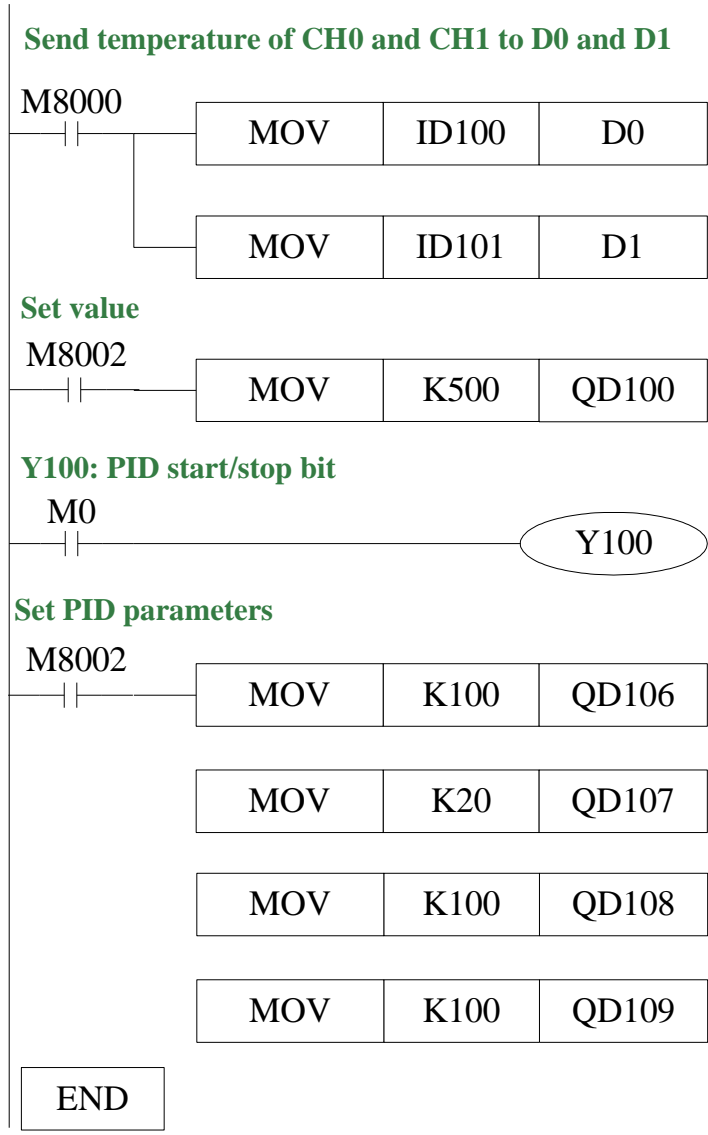 Send temperature of CH0 and CH1 to D0 and D1
M8000
MOV ID100 D0
MOV ID101 D1
Set value
M8002
MOV K500 QD100
Y100: PID start/stop bit
M0
Y100
Set PID parameters
M8002
MOV K100 QD106
MOV K20 QD107
MOV K100 QD108
MOV K100 QD109
END